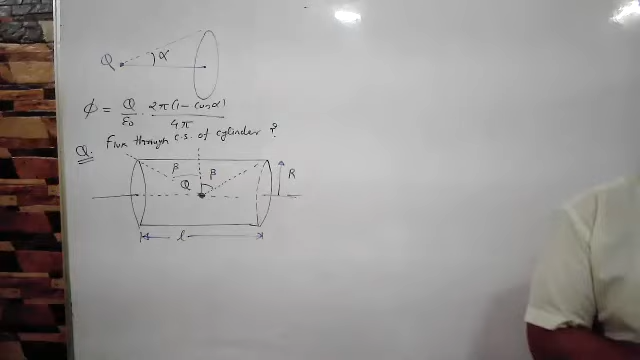 Q α
φ = Q/ε₀ · 2π(1 - cosα)/4π
Q. Flux through c.s. of cylinder ?
β β R
Q
l